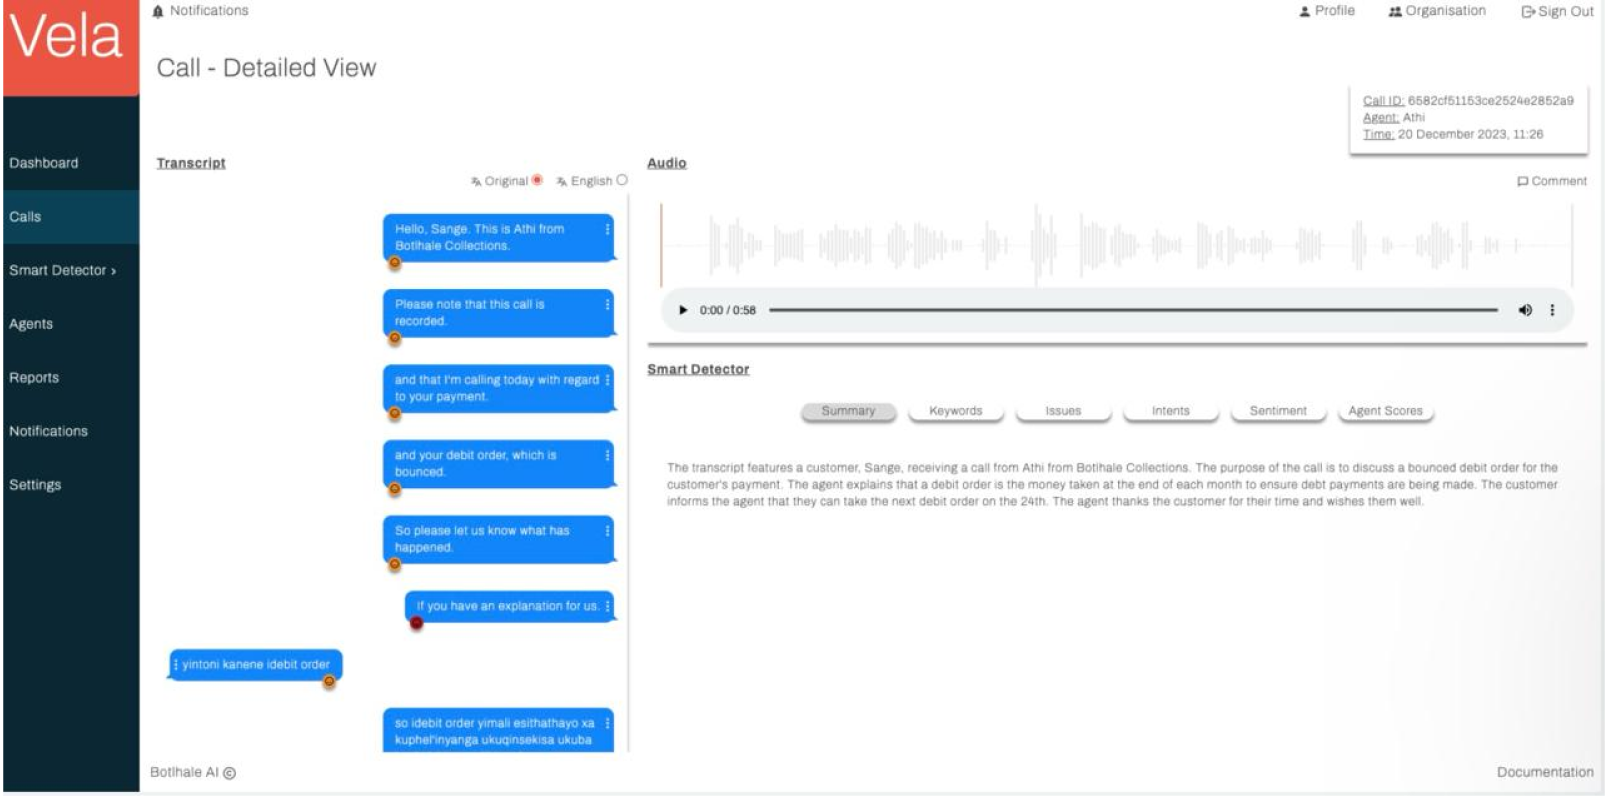 Vela
Notifications
Profile
Organisation
Sign Out
Call - Detailed View
Call ID: 6582cf51153ce2524e2852a9
Agent: Athi
Time: 20 December 2023, 11:26
Dashboard
Calls
Smart Detector ›
Agents
Reports
Notifications
Settings
Transcript
Original
English
Hello, Sange. This is Athi from
Botlhale Collections.
Please note that this call is
recorded.
and that I'm calling today with regard
to your payment.
and your debit order, which is
bounced.
So please let us know what has
happened.
If you have an explanation for us.
yintoni kanene idebit order
so idebit order yimali esithathayo xa
kuphel'inyanga ukuqinsekisa ukuba
Audio
Comment
0:00 / 0:58
Smart Detector
Summary
Keywords
Issues
Intents
Sentiment
Agent Scores
The transcript features a customer, Sange, receiving a call from Athi from Botlhale Collections. The purpose of the call is to discuss a bounced debit order for the
customer's payment. The agent explains that a debit order is the money taken at the end of each month to ensure debt payments are being made. The customer
informs the agent that they can take the next debit order on the 24th. The agent thanks the customer for their time and wishes them well.
Botlhale AI ©
Documentation